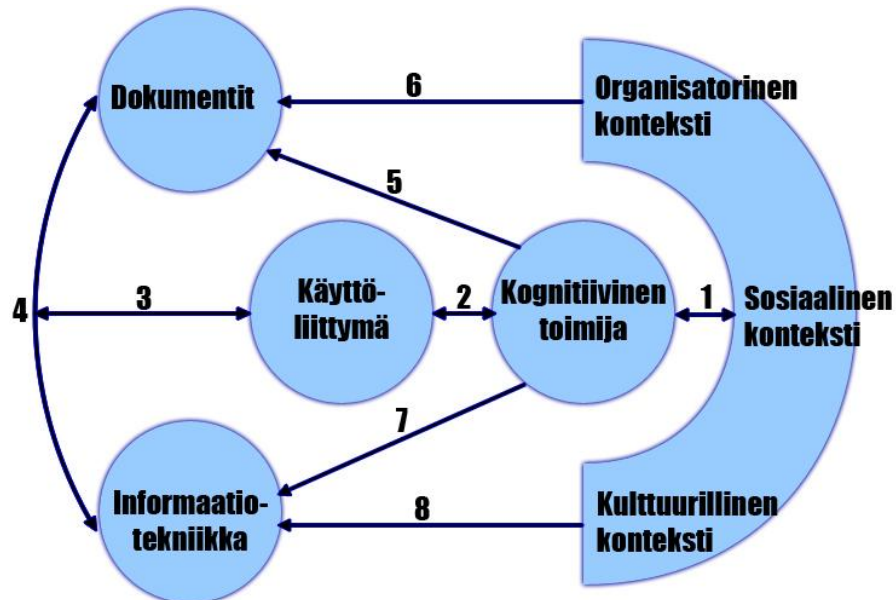 Dokumentit
6
Organisatorinen
konteksti
5
4
3
Käyttö-
liittymä
2
Kognitiivinen
toimija
1
Sosiaalinen
konteksti
7
Informaatio-
tekniikka
8
Kulttuurillinen
konteksti